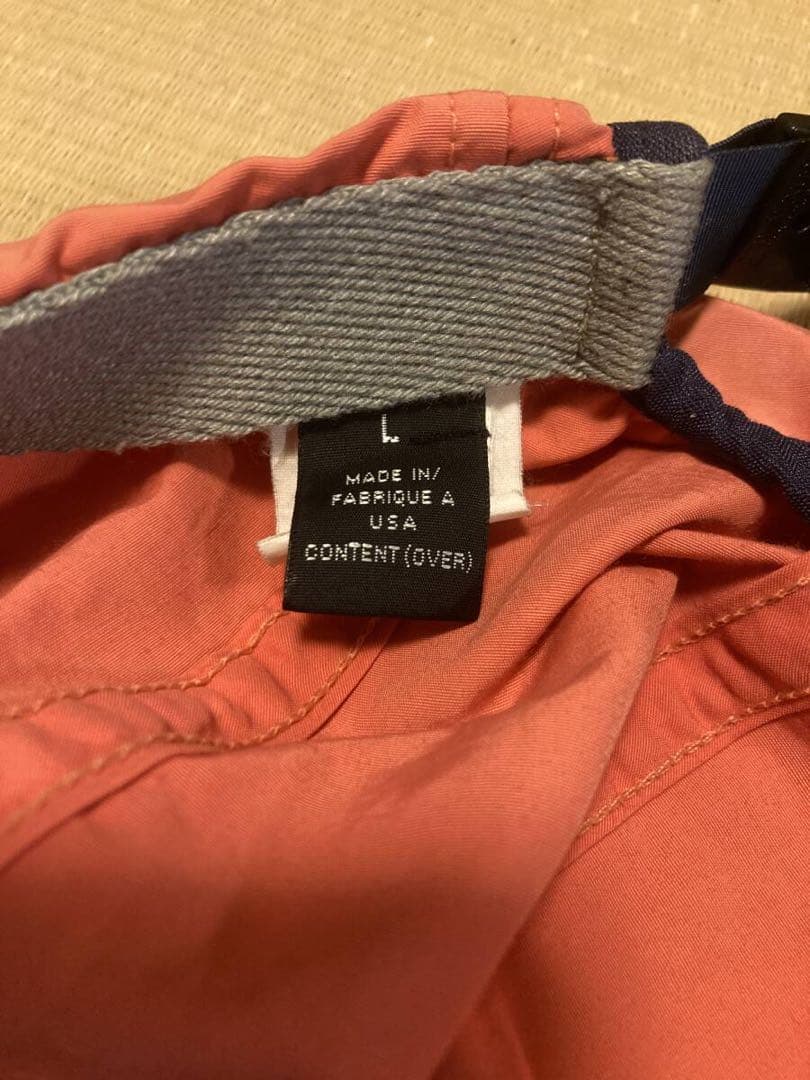 L
MADE IN/
FABRIQUE A
USA
CONTENT (OVER)